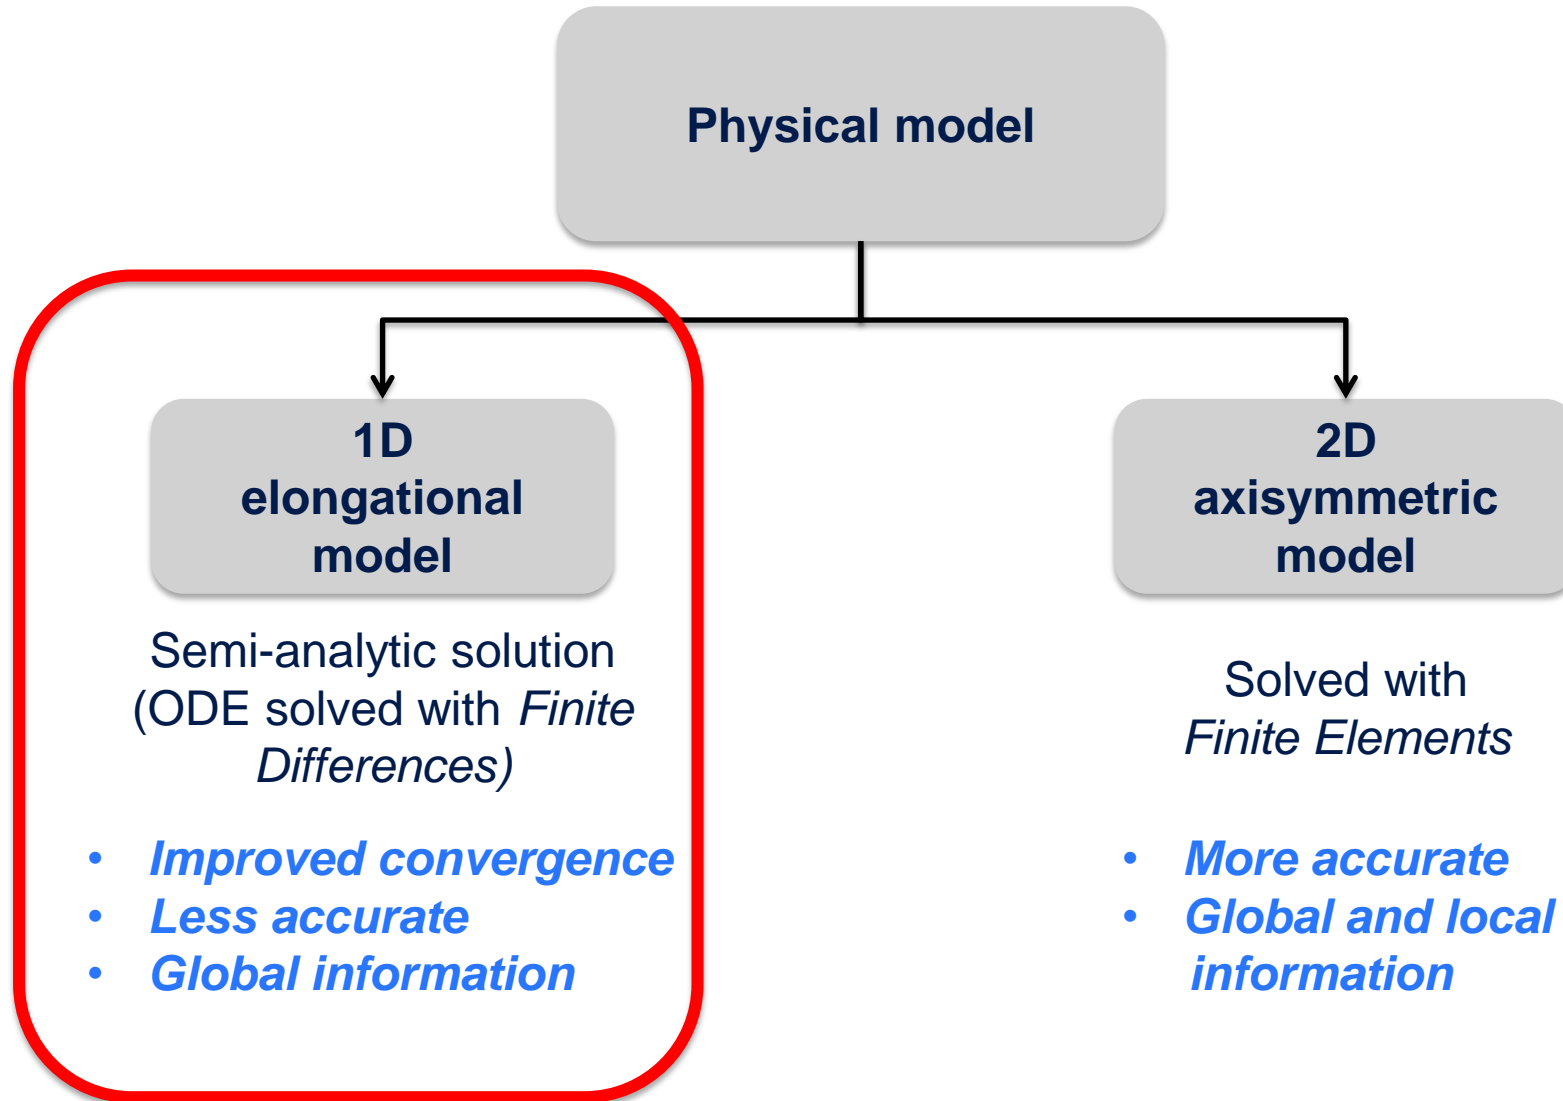 Physical model
1D
elongational
model
Semi-analytic solution
(ODE solved with Finite
Differences)
• Improved convergence
• Less accurate
• Global information
2D
axisymmetric
model
Solved with
Finite Elements
• More accurate
• Global and local
information